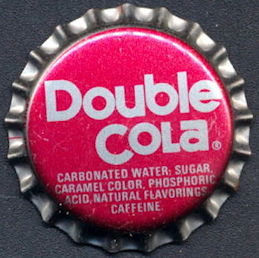 Double
Cola®
CARBONATED WATER, SUGAR,
CARAMEL COLOR, PHOSPHORIC
ACID, NATURAL FLAVORINGS,
CAFFEINE.